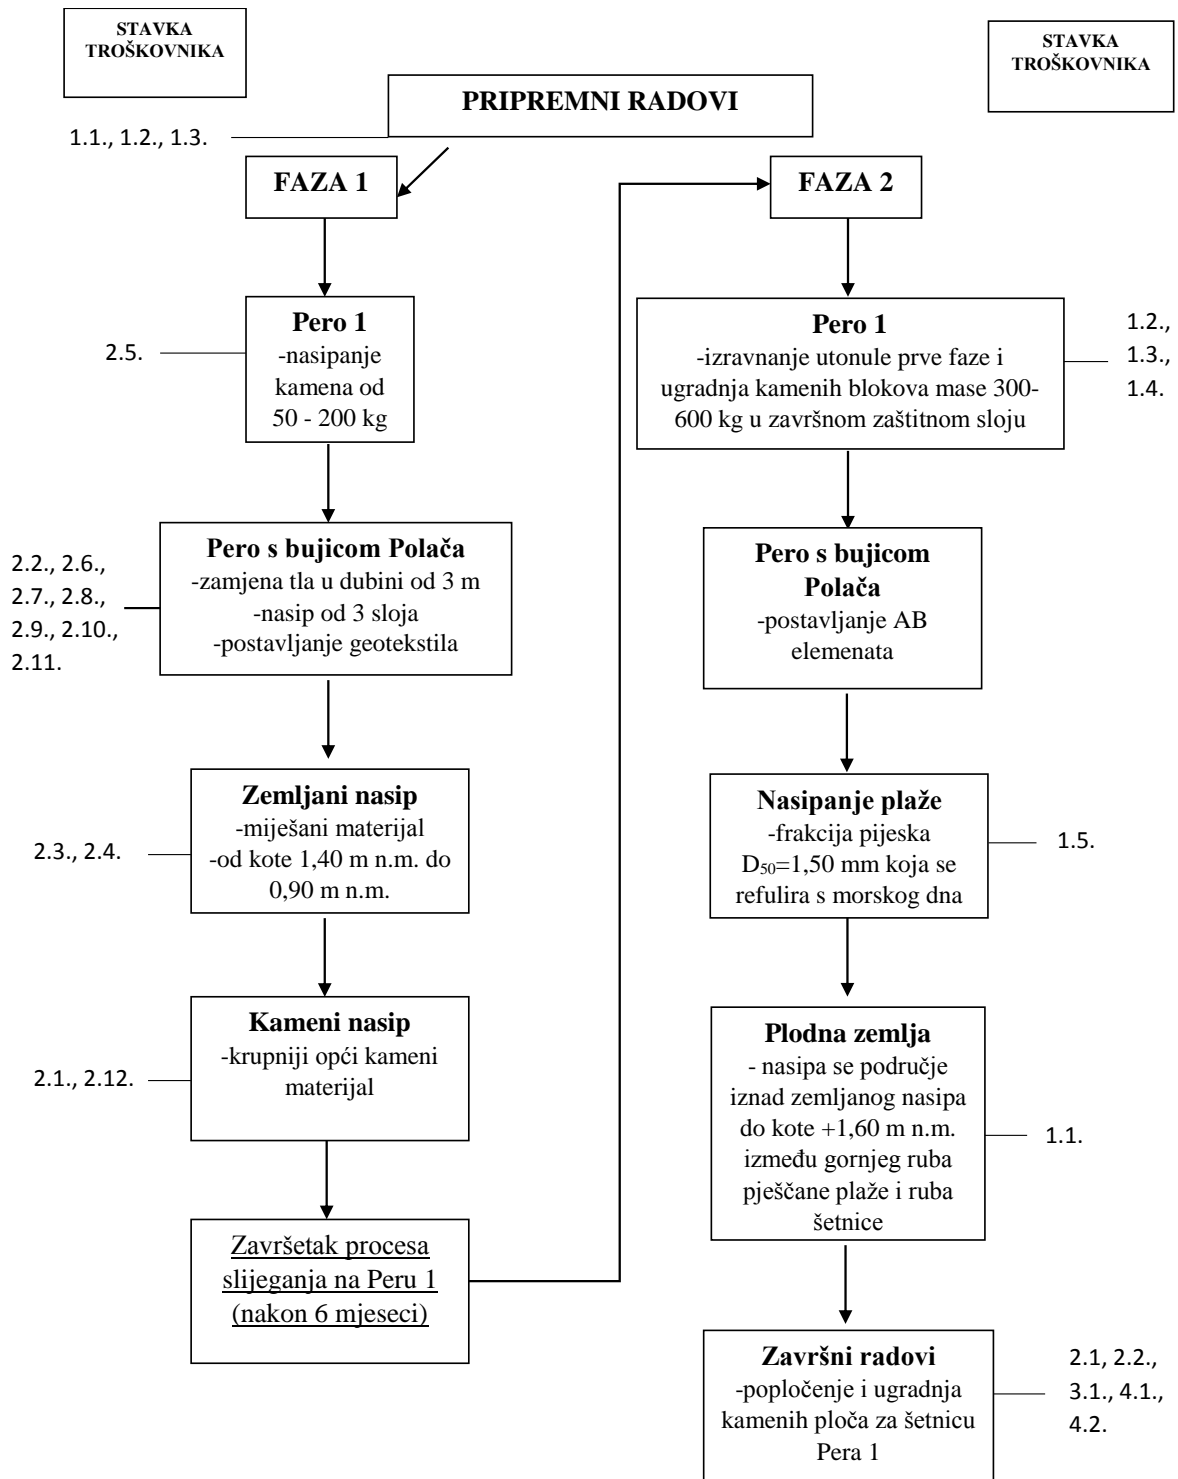 STAVKA
TROŠKOVNIKA
STAVKA
TROŠKOVNIKA
PRIPREMNI RADOVI
1.1., 1.2., 1.3.
FAZA 1
Pero 1
-nasipanje
kamena od
50 - 200 kg
2.5.
Pero s bujicom Polača
-zamjena tla u dubini od 3 m
-nasip od 3 sloja
-postavljanje geotekstila
2.2., 2.6.,
2.7., 2.8.,
2.9., 2.10.,
2.11.
Zemljani nasip
-miješani materijal
-od kote 1,40 m n.m. do
0,90 m n.m.
2.3., 2.4.
Kameni nasip
-krupniji opći kameni
materijal
2.1., 2.12.
Završetak procesa
slijeganja na Peru 1
(nakon 6 mjeseci)
FAZA 2
Pero 1
-izravnanje utonule prve faze i
ugradnja kamenih blokova mase 300-
600 kg u završnom zaštitnom sloju
1.2.,
1.3.,
1.4.
Pero s bujicom
Polača
-postavljanje AB
elemenata
Nasipanje plaže
-frakcija pijeska
D₅₀=1,50 mm koja se
refulira s morskog dna
1.5.
Plodna zemlja
- nasipa se područje
iznad zemljanog nasipa
do kote +1,60 m n.m.
između gornjeg ruba
pješčane plaže i ruba
šetnice
1.1.
Završni radovi
-popločenje i ugradnja
kamenih ploča za šetnicu
Pera 1
2.1, 2.2.,
3.1., 4.1.,
4.2.